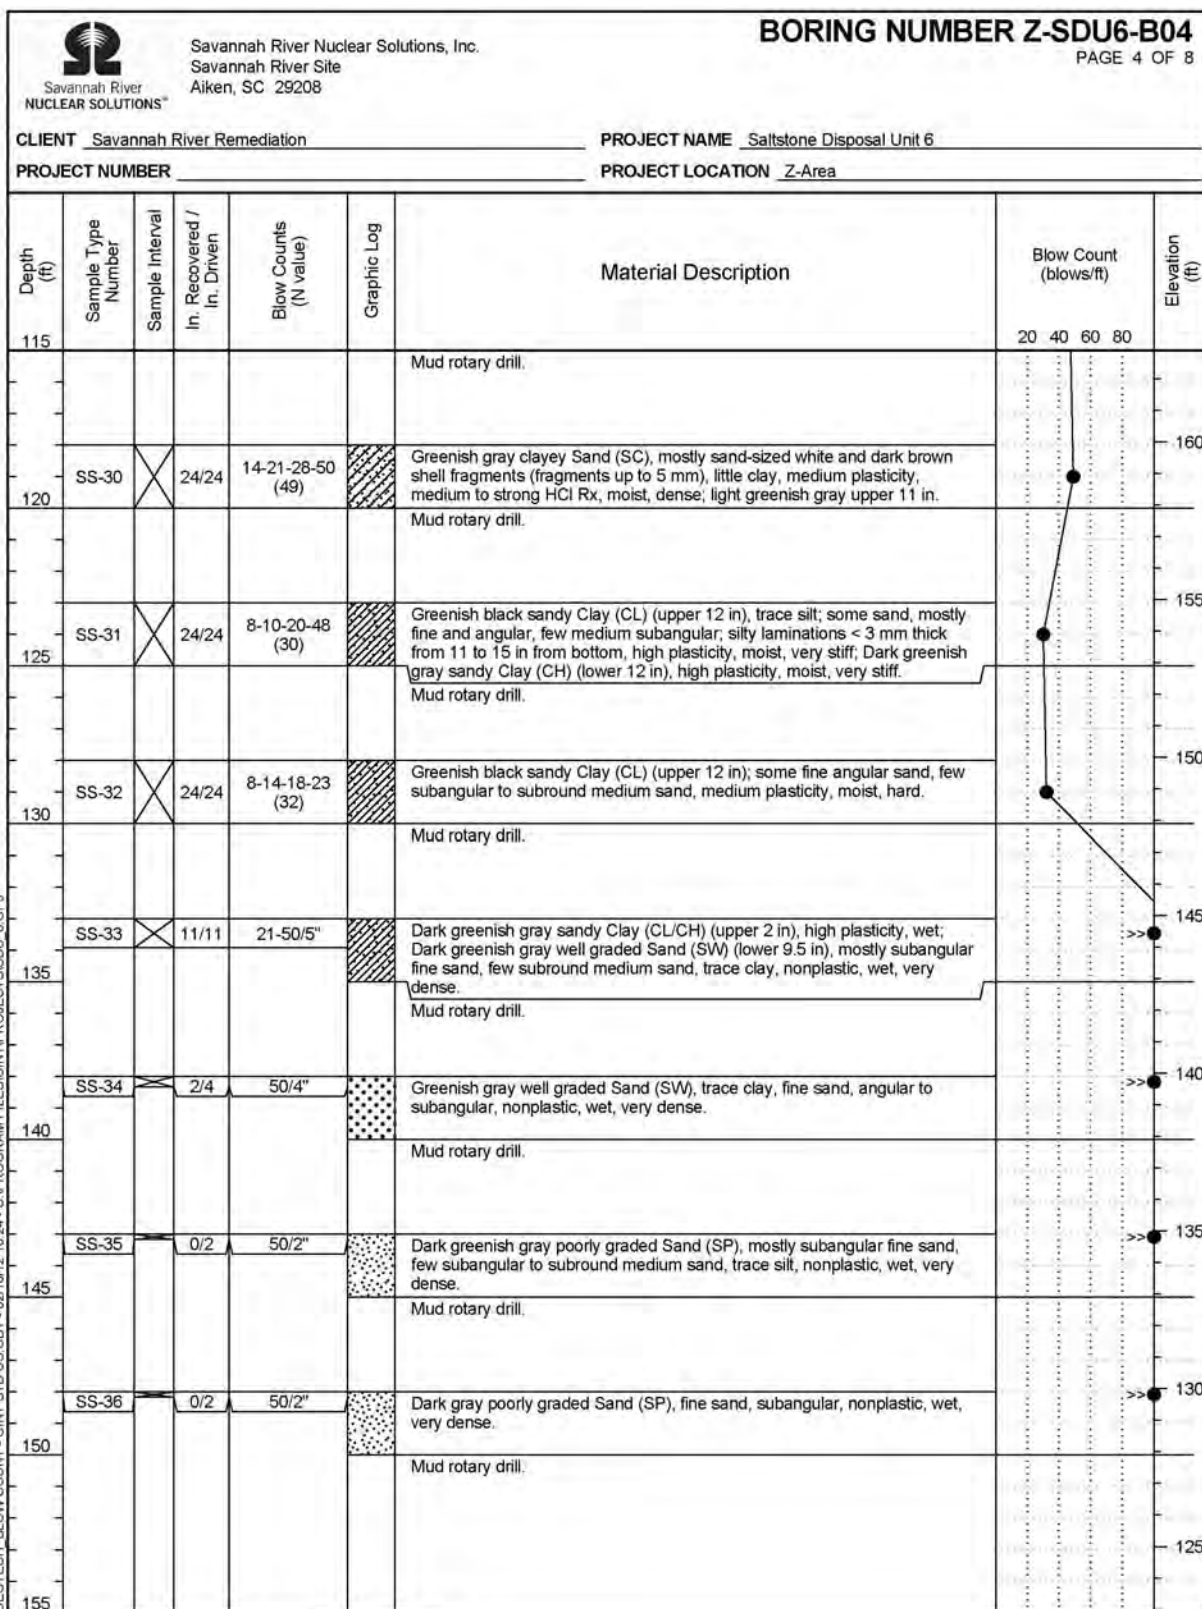 BORING NUMBER Z-SDU6-B04
PAGE 4 OF 8
Savannah River
NUCLEAR SOLUTIONS™
Savannah River Nuclear Solutions, Inc.
Savannah River Site
Aiken, SC 29208
CLIENT Savannah River Remediation
PROJECT NAME Saltstone Disposal Unit 6
PROJECT NUMBER
PROJECT LOCATION Z-Area
Depth (ft)
Sample Type Number
Sample Interval
In. Recovered / In. Driven
Blow Counts (N value)
Graphic Log
Material Description
Blow Count (blows/ft)
20 40 60 80
Elevation (ft)
115
Mud rotary drill.
160
SS-30
24/24
14-21-28-50
(49)
Greenish gray clayey Sand (SC), mostly sand-sized white and dark brown
shell fragments (fragments up to 5 mm), little clay, medium plasticity,
medium to strong HCl Rx, moist, dense; light greenish gray upper 11 in.
120
Mud rotary drill.
155
SS-31
24/24
8-10-20-48
(30)
Greenish black sandy Clay (CL) (upper 12 in), trace silt; some sand, mostly
fine and angular, few medium subangular; silty laminations < 3 mm thick
from 11 to 15 in from bottom, high plasticity, moist, very stiff; Dark greenish
gray sandy Clay (CH) (lower 12 in), high plasticity, moist, very stiff.
125
Mud rotary drill.
150
SS-32
24/24
8-14-18-23
(32)
Greenish black sandy Clay (CL) (upper 12 in); some fine angular sand, few
subangular to subround medium sand, medium plasticity, moist, hard.
130
Mud rotary drill.
145
SS-33
11/11
21-50/5"
Dark greenish gray sandy Clay (CL/CH) (upper 2 in), high plasticity, wet;
Dark greenish gray well graded Sand (SW) (lower 9.5 in), mostly subangular
fine sand, few subround medium sand, trace clay, nonplastic, wet, very
dense.
>>
135
Mud rotary drill.
140
SS-34
2/4
50/4"
Greenish gray well graded Sand (SW), trace clay, fine sand, angular to
subangular, nonplastic, wet, very dense.
>>
140
Mud rotary drill.
135
SS-35
0/2
50/2"
Dark greenish gray poorly graded Sand (SP), mostly subangular fine sand,
few subangular to subround medium sand, trace silt, nonplastic, wet, very
dense.
>>
145
Mud rotary drill.
130
SS-36
0/2
50/2"
Dark gray poorly graded Sand (SP), fine sand, subangular, nonplastic, wet,
very dense.
>>
150
Mud rotary drill.
125
155